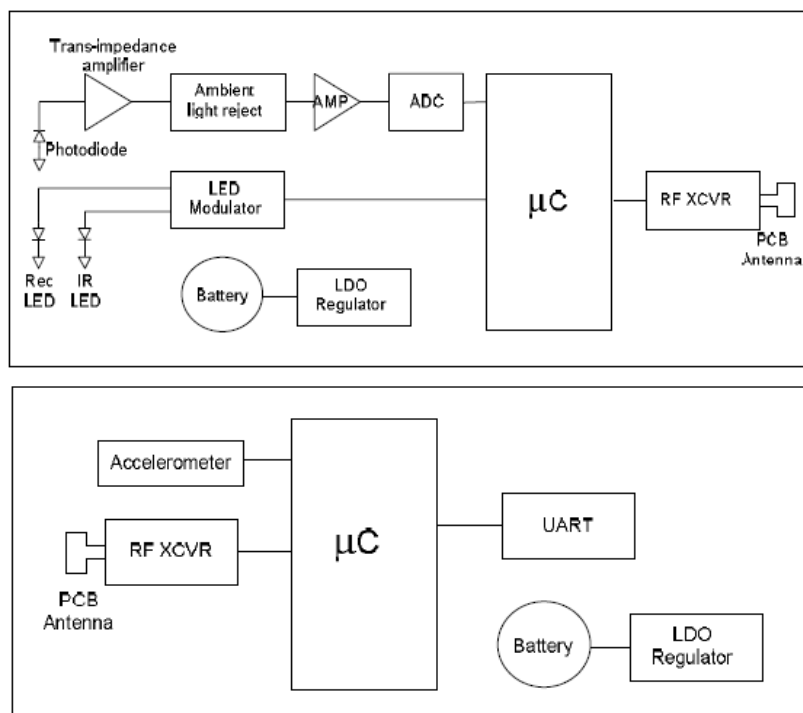 Trans-impedance
amplifier
Ambient
light reject
AMP
ADC
Photodiode
LED
Modulator
μC
RF XCVR
PCB
Antenna
Rec
LED
IR
LED
Battery
LDO
Regulator
Accelerometer
μC
RF XCVR
UART
PCB
Antenna
Battery
LDO
Regulator